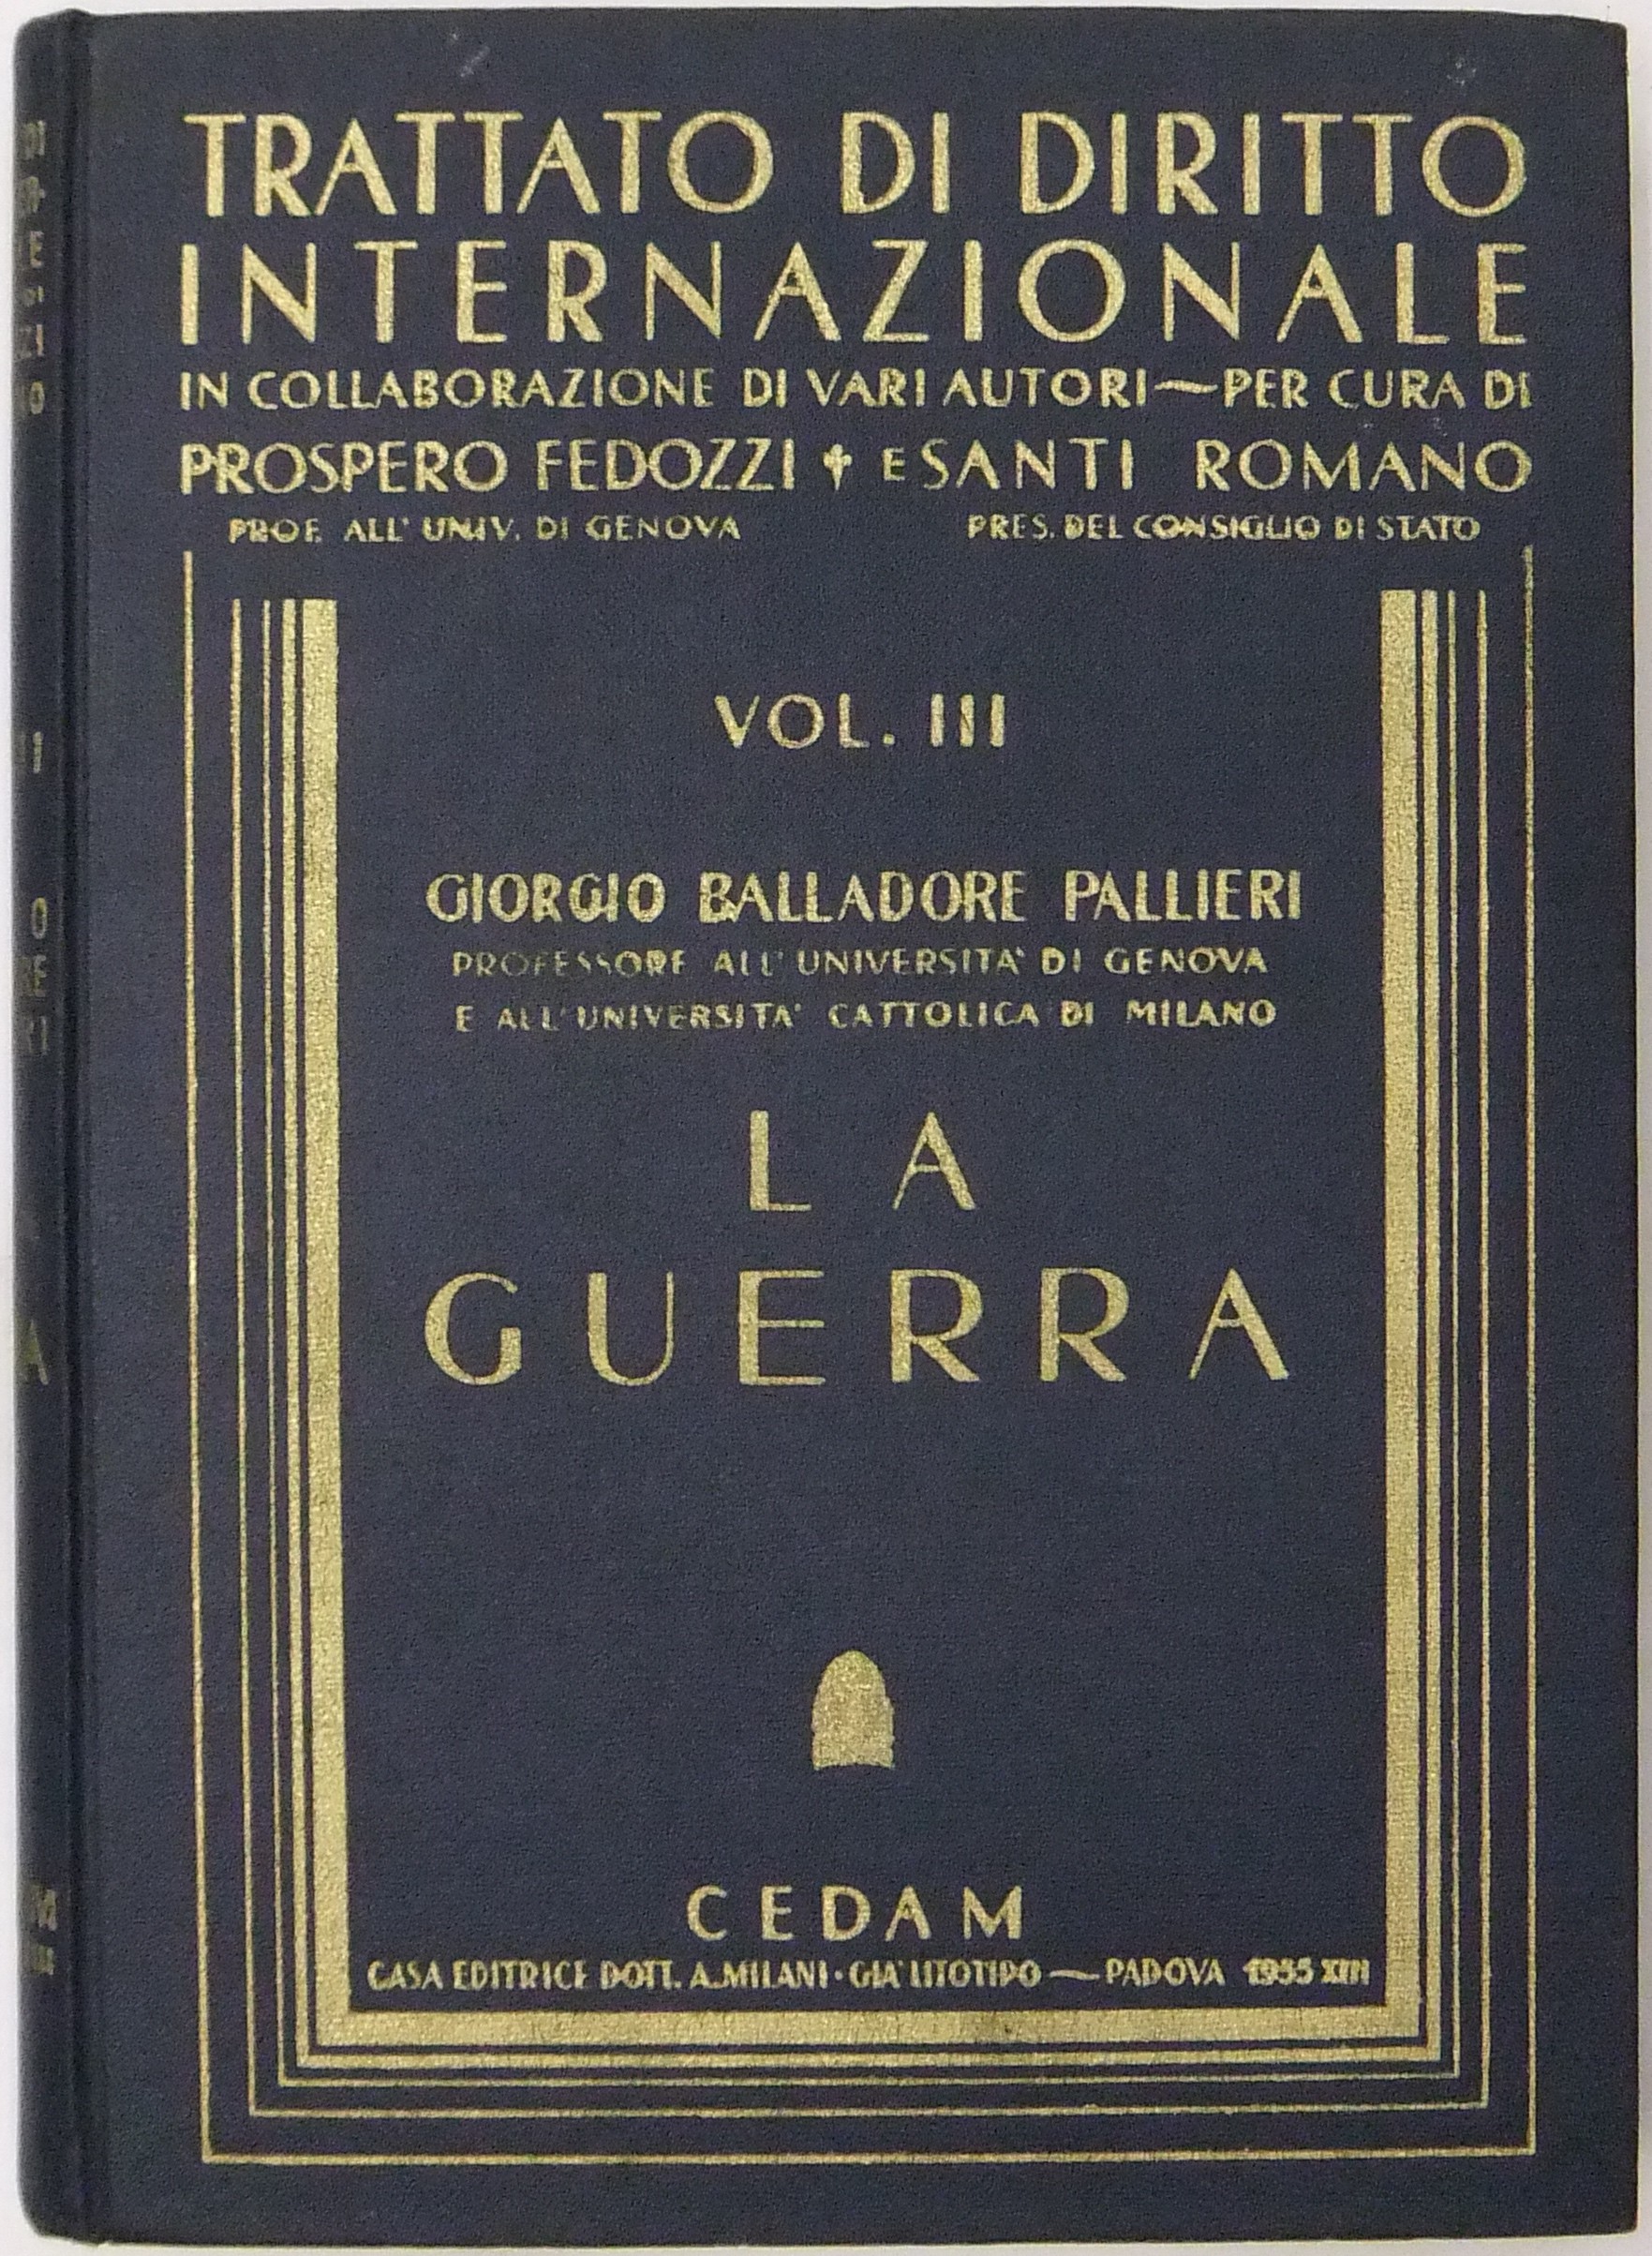 TRATTATO DI DIRITTO
INTERNAZIONALE
IN COLLABORAZIONE DI VARI AUTORI — PER CURA DI
PROSPERO FEDOZZI ✝ E SANTI ROMANO
PROF. ALL' UNIV. DI GENOVA PRES. DEL CONSIGLIO DI STATO
VOL. III
GIORGIO BALLADORE PALLIERI
PROFESSORE ALL' UNIVERSITA' DI GENOVA
E ALL' UNIVERSITA' CATTOLICA DI MILANO
LA
GUERRA
CEDAM
CASA EDITRICE DOTT. A. MILANI · GIA' LITOTIPO — PADOVA 1935 XIII